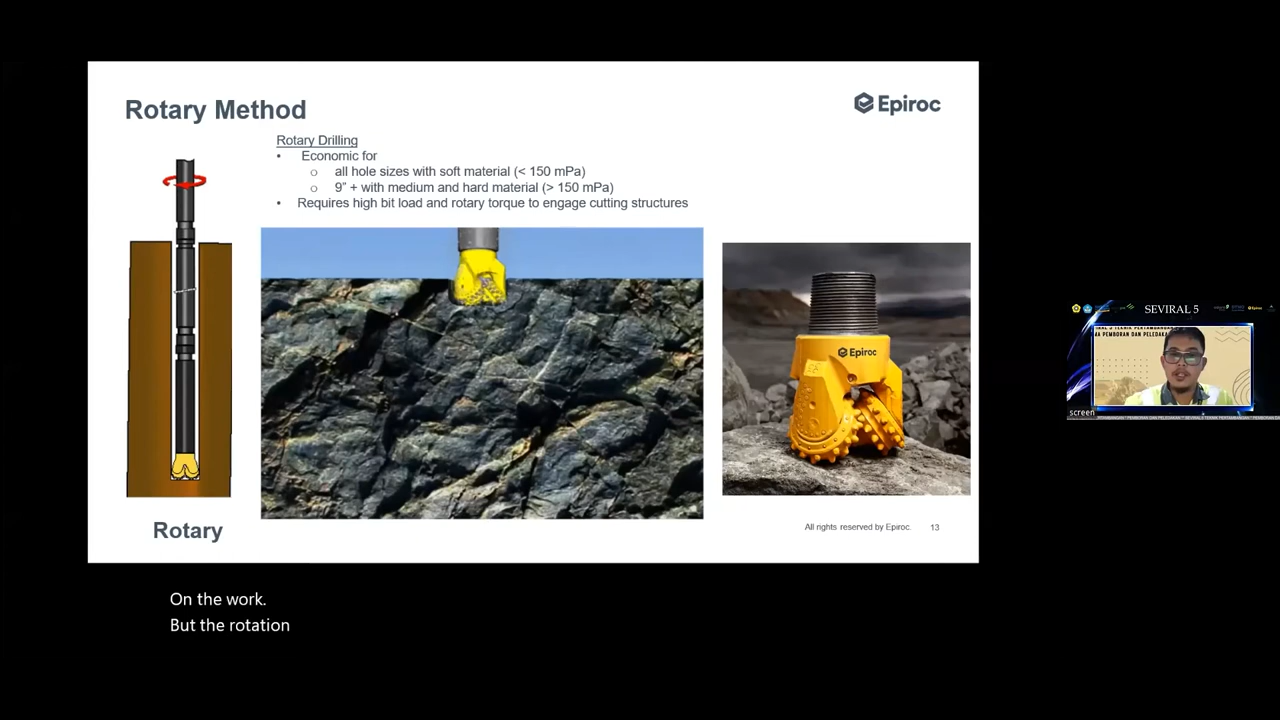 Rotary Method
Epiroc
Rotary Drilling
• Economic for
o all hole sizes with soft material (< 150 mPa)
o 9" + with medium and hard material (> 150 mPa)
• Requires high bit load and rotary torque to engage cutting structures
Epiroc
Rotary
All rights reserved by Epiroc. 13
SEVIRAL 5
screen
On the work.
But the rotation